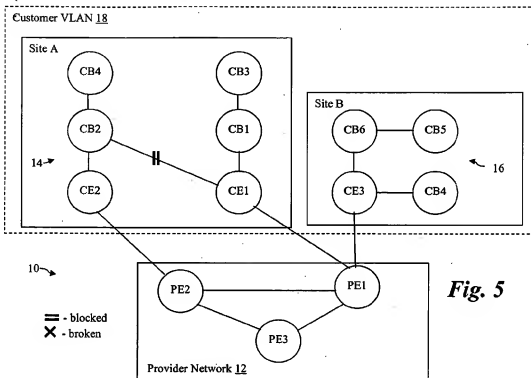 Customer VLAN 18
Site A
CB4
CB3
Site B
CB2
CB1
CB6
CB5
14
16
CE2
CE1
CE3
CB4
10
PE2
PE1
Fig. 5
- blocked
- broken
PE3
Provider Network 12